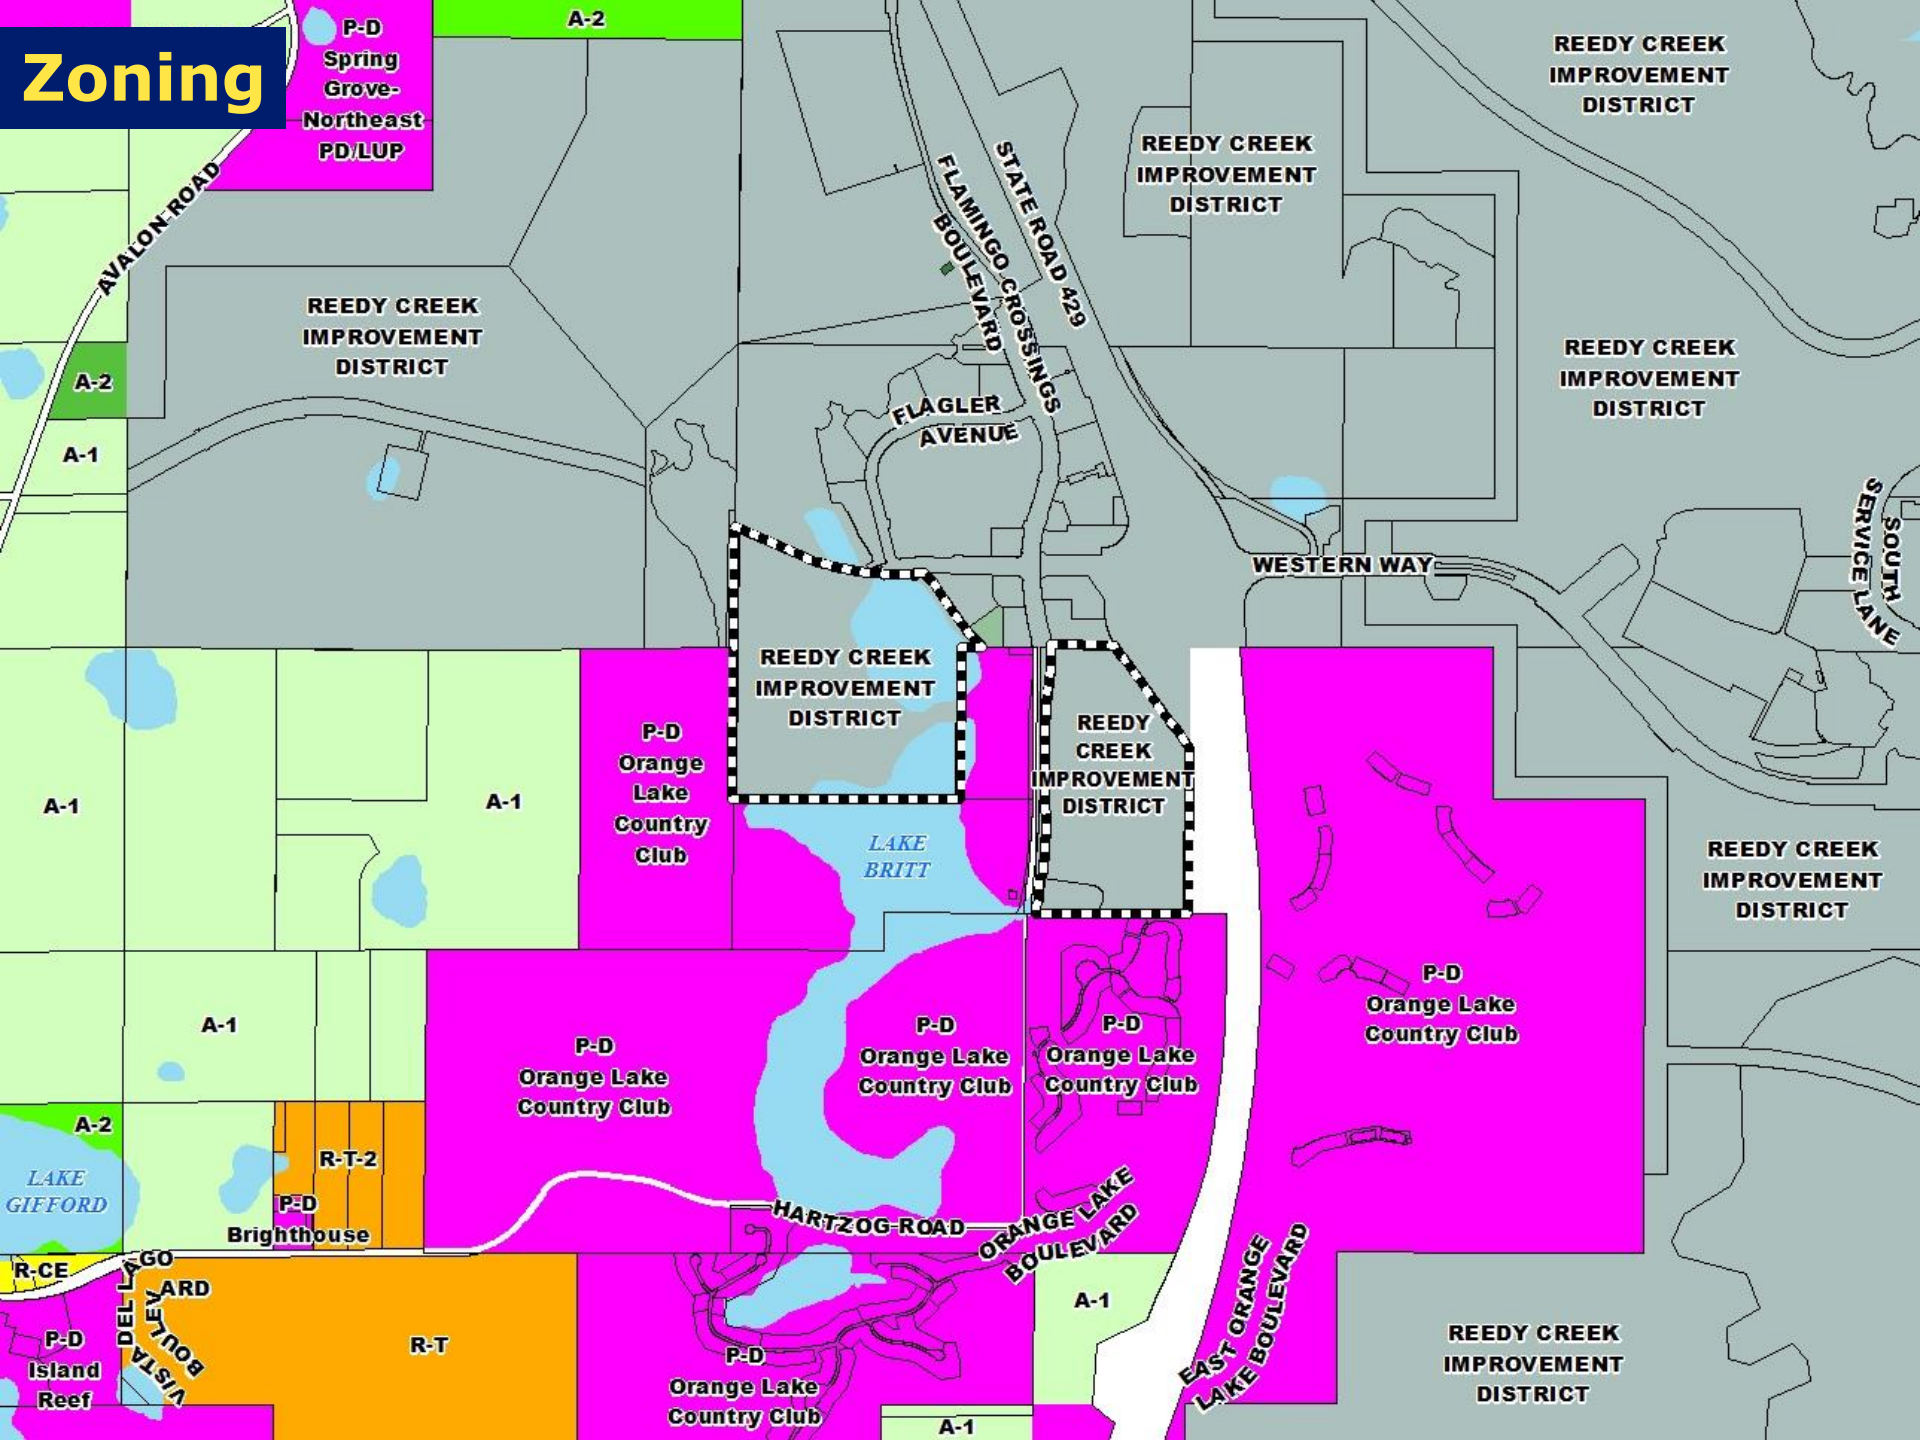 Zoning
P-D
Spring
Grove-
Northeast
PD/LUP
A-2
REEDY CREEK
IMPROVEMENT
DISTRICT
REEDY CREEK
IMPROVEMENT
DISTRICT
AVALON ROAD
FLAMINGO CROSSINGS
BOULEVARD
STATE ROAD 429
REEDY CREEK
IMPROVEMENT
DISTRICT
REEDY CREEK
IMPROVEMENT
DISTRICT
A-2
A-1
FLAGLER
AVENUE
WESTERN WAY
SOUTH
SERVICE LANE
REEDY CREEK
IMPROVEMENT
DISTRICT
REEDY
CREEK
IMPROVEMENT
DISTRICT
P-D
Orange
Lake
Country
Club
A-1
A-1
LAKE
BRITT
REEDY CREEK
IMPROVEMENT
DISTRICT
P-D
Orange Lake
Country Club
A-1
P-D
Orange Lake
Country Club
P-D
Orange Lake
Country Club
P-D
Orange Lake
Country Club
A-2
R-T-2
LAKE
GIFFORD
P-D
Brighthouse
HARTZOG ROAD
ORANGE LAKE
BOULEVARD
R-CE
VISTA DEL LAGO
BOULEVARD
A-1
EAST ORANGE
LAKE BOULEVARD
P-D
Island
Reef
R-T
P-D
Orange Lake
Country Club
REEDY CREEK
IMPROVEMENT
DISTRICT
A-1